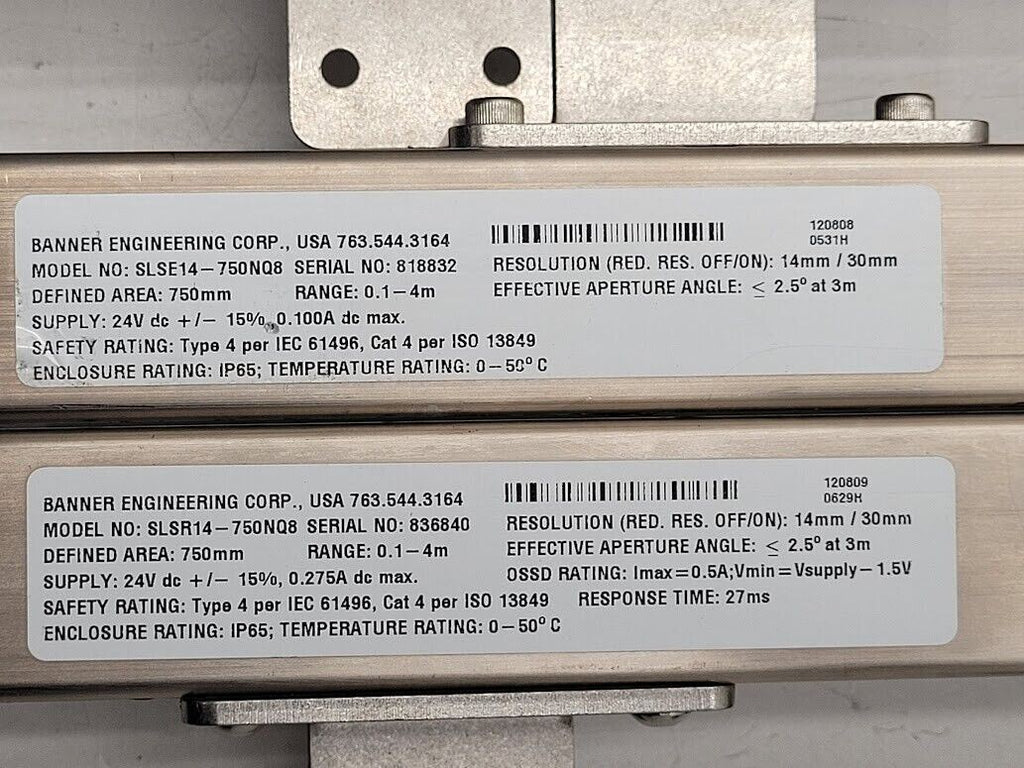 BANNER ENGINEERING CORP., USA 763.544.3164
MODEL NO: SLSE14-750NQ8 SERIAL NO: 818832
DEFINED AREA: 750mm RANGE: 0.1-4m
SUPPLY: 24V dc +/- 15%, 0.100A dc max.
SAFETY RATING: Type 4 per IEC 61496, Cat 4 per ISO 13849
ENCLOSURE RATING: IP65; TEMPERATURE RATING: 0-50° C
120808
0531H
RESOLUTION (RED. RES. OFF/ON): 14mm / 30mm
EFFECTIVE APERTURE ANGLE: ≤ 2.5° at 3m
BANNER ENGINEERING CORP., USA 763.544.3164
MODEL NO: SLSR14-750NQ8 SERIAL NO: 836840
DEFINED AREA: 750mm RANGE: 0.1-4m
SUPPLY: 24V dc +/- 15%, 0.275A dc max.
SAFETY RATING: Type 4 per IEC 61496, Cat 4 per ISO 13849 RESPONSE TIME: 27ms
ENCLOSURE RATING: IP65; TEMPERATURE RATING: 0-50° C
120809
0629H
RESOLUTION (RED. RES. OFF/ON): 14mm / 30mm
EFFECTIVE APERTURE ANGLE: ≤ 2.5° at 3m
OSSD RATING: Imax=0.5A;Vmin=Vsupply-1.5V